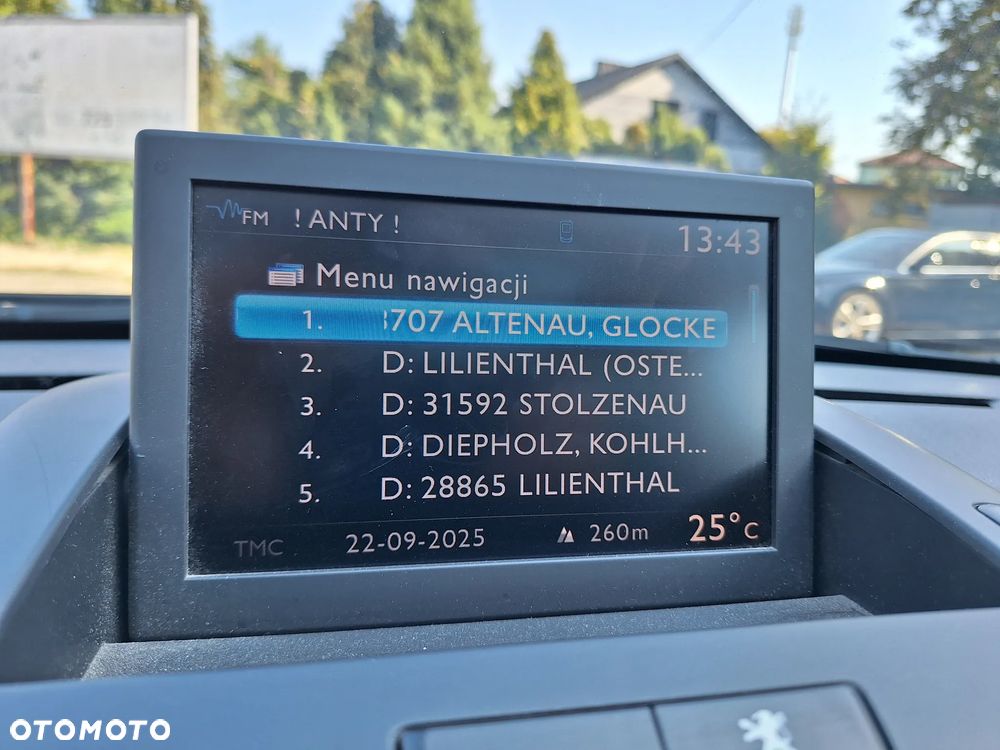 FM ! ANTY ! 13:43
Menu nawigacji
1. 707 ALTENAU, GLOCKE
2. D: LILIENTHAL (OSTE...
3. D: 31592 STOLZENAU
4. D: DIEPHOLZ, KOHLH...
5. D: 28865 LILIENTHAL
TMC 22-09-2025 260m 25°C
OTOMOTO